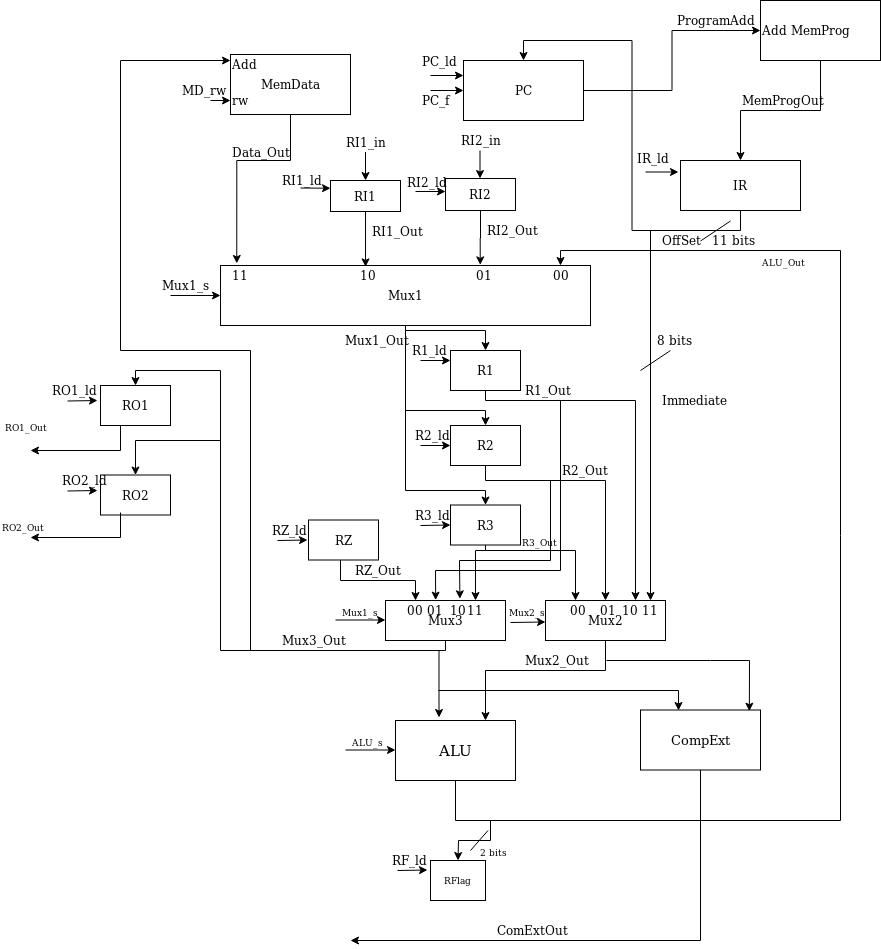 ProgramAdd
Add MemProg
PC_ld
PC
PC_f
Add
MemData
MD_rw
rw
MemProgOut
RI1_in
RI2_in
Data_Out
IR_ld
IR
RI1_ld
RI1
RI2_ld
RI2
RI1_Out
RI2_Out
OffSet
11 bits
ALU_Out
11
10
01
00
Mux1_s
Mux1
Mux1_Out
R1_ld
R1
8 bits
RO1_ld
RO1
R1_Out
Immediate
RO1_Out
R2_ld
R2
R2_Out
RO2_ld
RO2
R3_ld
R3
RO2_Out
RZ_ld
RZ
R3_Out
RZ_Out
Mux1_s
00 01 10 11
Mux3
Mux2_s
00 01 10 11
Mux2
Mux3_Out
Mux2_Out
ALU_s
ALU
CompExt
2 bits
RF_ld
RFlag
ComExtOut